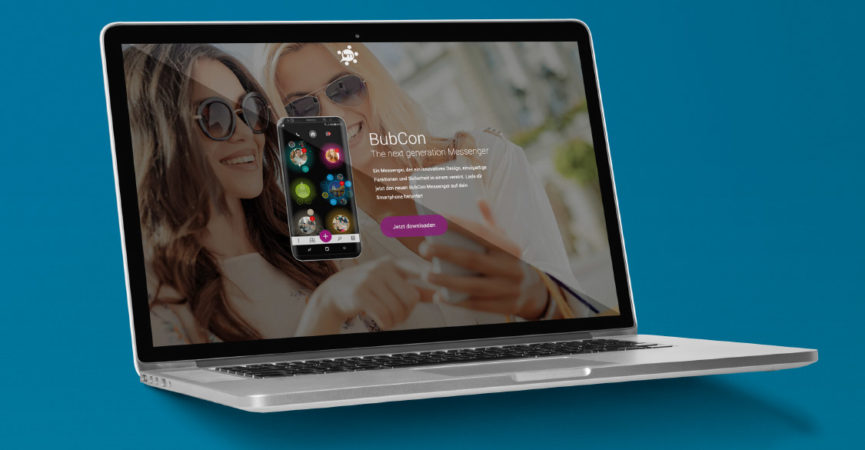 BubCon
The next generation Messenger
Ein Messenger, der ein innovatives Design, einzigartige
Funktionen und Sicherheit in einem vereint. Lade dir
jetzt den neuen BubCon Messenger auf dein
Smartphone herunter!
Jetzt downloaden